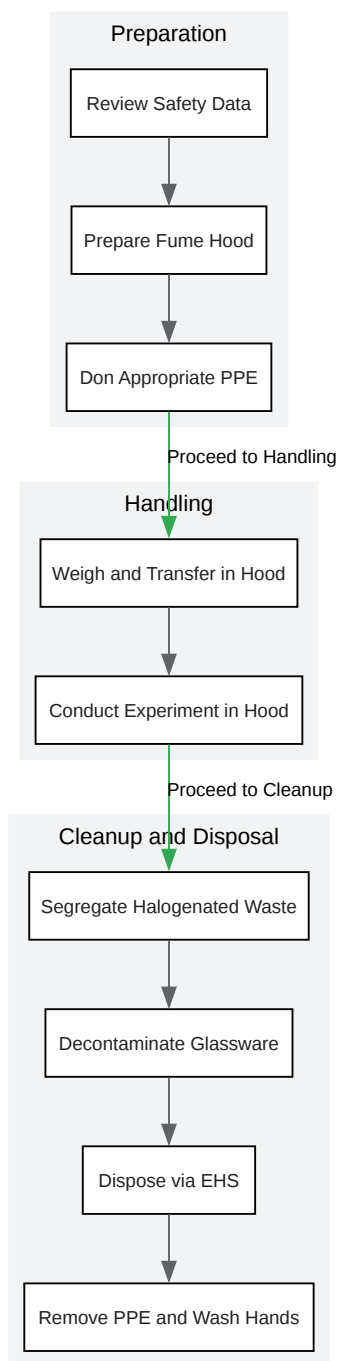 Preparation
Review Safety Data
Prepare Fume Hood
Don Appropriate PPE
Proceed to Handling
Handling
Weigh and Transfer in Hood
Conduct Experiment in Hood
Proceed to Cleanup
Cleanup and Disposal
Segregate Halogenated Waste
Decontaminate Glassware
Dispose via EHS
Remove PPE and Wash Hands